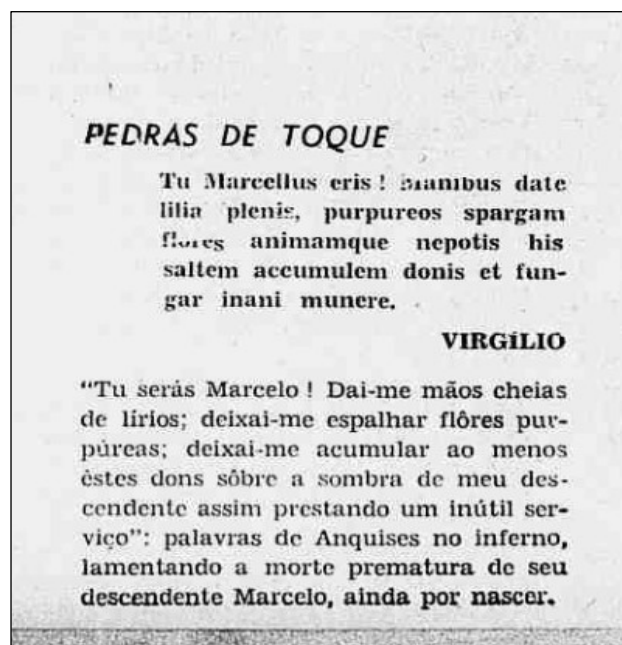 PEDRAS DE TOQUE
Tu Marcellus eris ! manibus date
lilia plenis, purpureos spargam
flores animamque nepotis his
saltem accumulem donis et fun-
gar inani munere.
VIRGÍLIO
"Tu serás Marcelo ! Dai-me mãos cheias
de lírios; deixai-me espalhar flôres pur-
púreas; deixai-me acumular ao menos
êstes dons sôbre a sombra de meu des-
cendente assim prestando um inútil ser-
viço": palavras de Anquises no inferno,
lamentando a morte prematura de seu
descendente Marcelo, ainda por nascer.